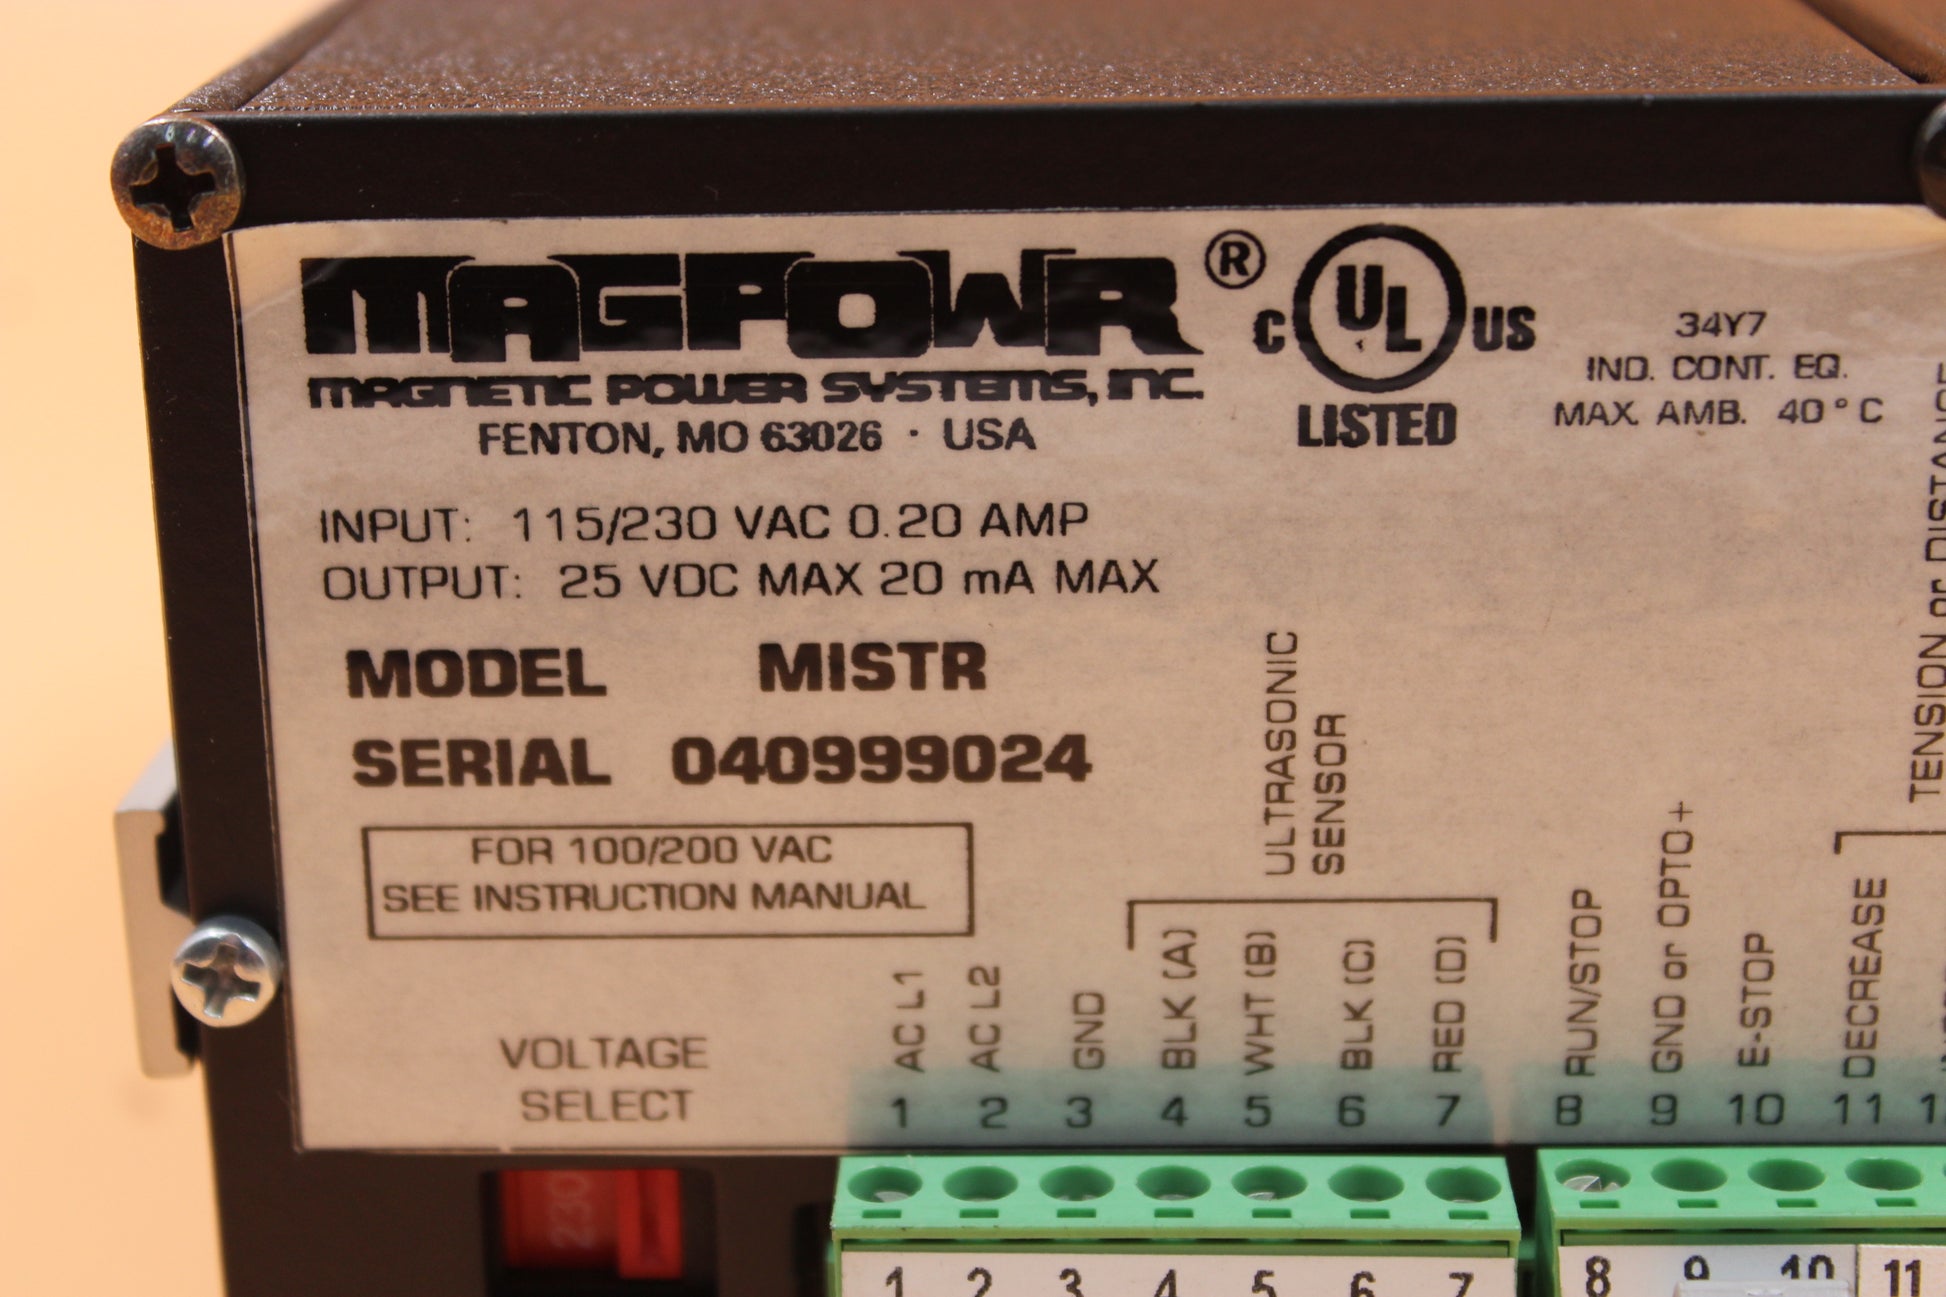 MAGPOWR®
MAGNETIC POWER SYSTEMS, INC.
FENTON, MO 63026 · USA
C UL US
LISTED
34Y7
IND. CONT. EQ.
MAX. AMB. 40°C
INPUT: 115/230 VAC 0.20 AMP
OUTPUT: 25 VDC MAX 20 mA MAX
MODEL MISTR
SERIAL 040999024
FOR 100/200 VAC
SEE INSTRUCTION MANUAL
VOLTAGE
SELECT
ULTRASONIC
SENSOR
TENSION or DISTANCE
AC L1
AC L2
GND
BLK (A)
WHT (B)
BLK (C)
RED (D)
RUN/STOP
GND or OPTO+
E-STOP
DECREASE
1 2 3 4 5 6 7 8 9 10 11
230
1 2 3 4 5 6 7 8 9 10 11